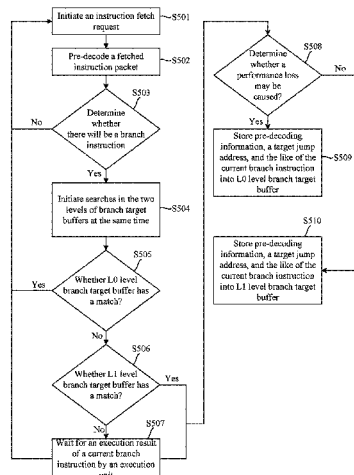 Initiate an instruction fetch
request
S501
Pre-decode a fetched
instruction packet
S502
S503
Determine
whether
there will be a branch
instruction
No
Yes
Initiate searches in the two
levels of branch target
buffers at the same time
S504
S505
Whether L0 level
branch target buffer has
a match?
Yes
No
S506
Whether L1 level
branch target buffer has
a match?
Yes
No
S507
Wait for an execution result
of a current branch
instruction by an execution
unit
S508
Determine
whether a
performance loss
may be
caused?
No
Yes
Store pre-decoding
information, a target jump
address, and the like of the
current branch instruction
into L0 level branch target
buffer
S509
S510
Store pre-decoding
information, a target jump
address, and the like of the
current branch instruction
into L1 level branch target
buffer